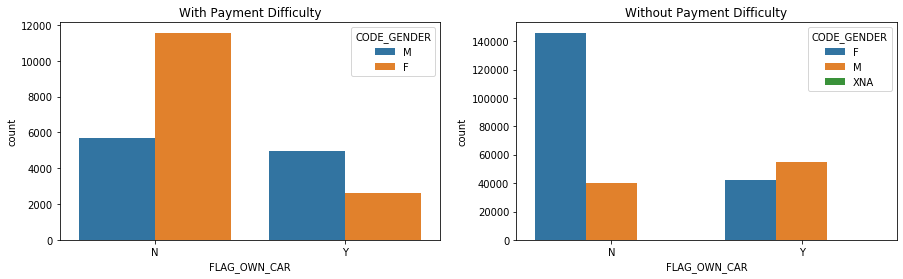 With Payment Difficulty
12000
10000
8000
6000
4000
2000
0
count
CODE_GENDER
M
F
N
Y
FLAG_OWN_CAR
Without Payment Difficulty
140000
120000
100000
80000
60000
40000
20000
0
count
CODE_GENDER
F
M
XNA
N
Y
FLAG_OWN_CAR